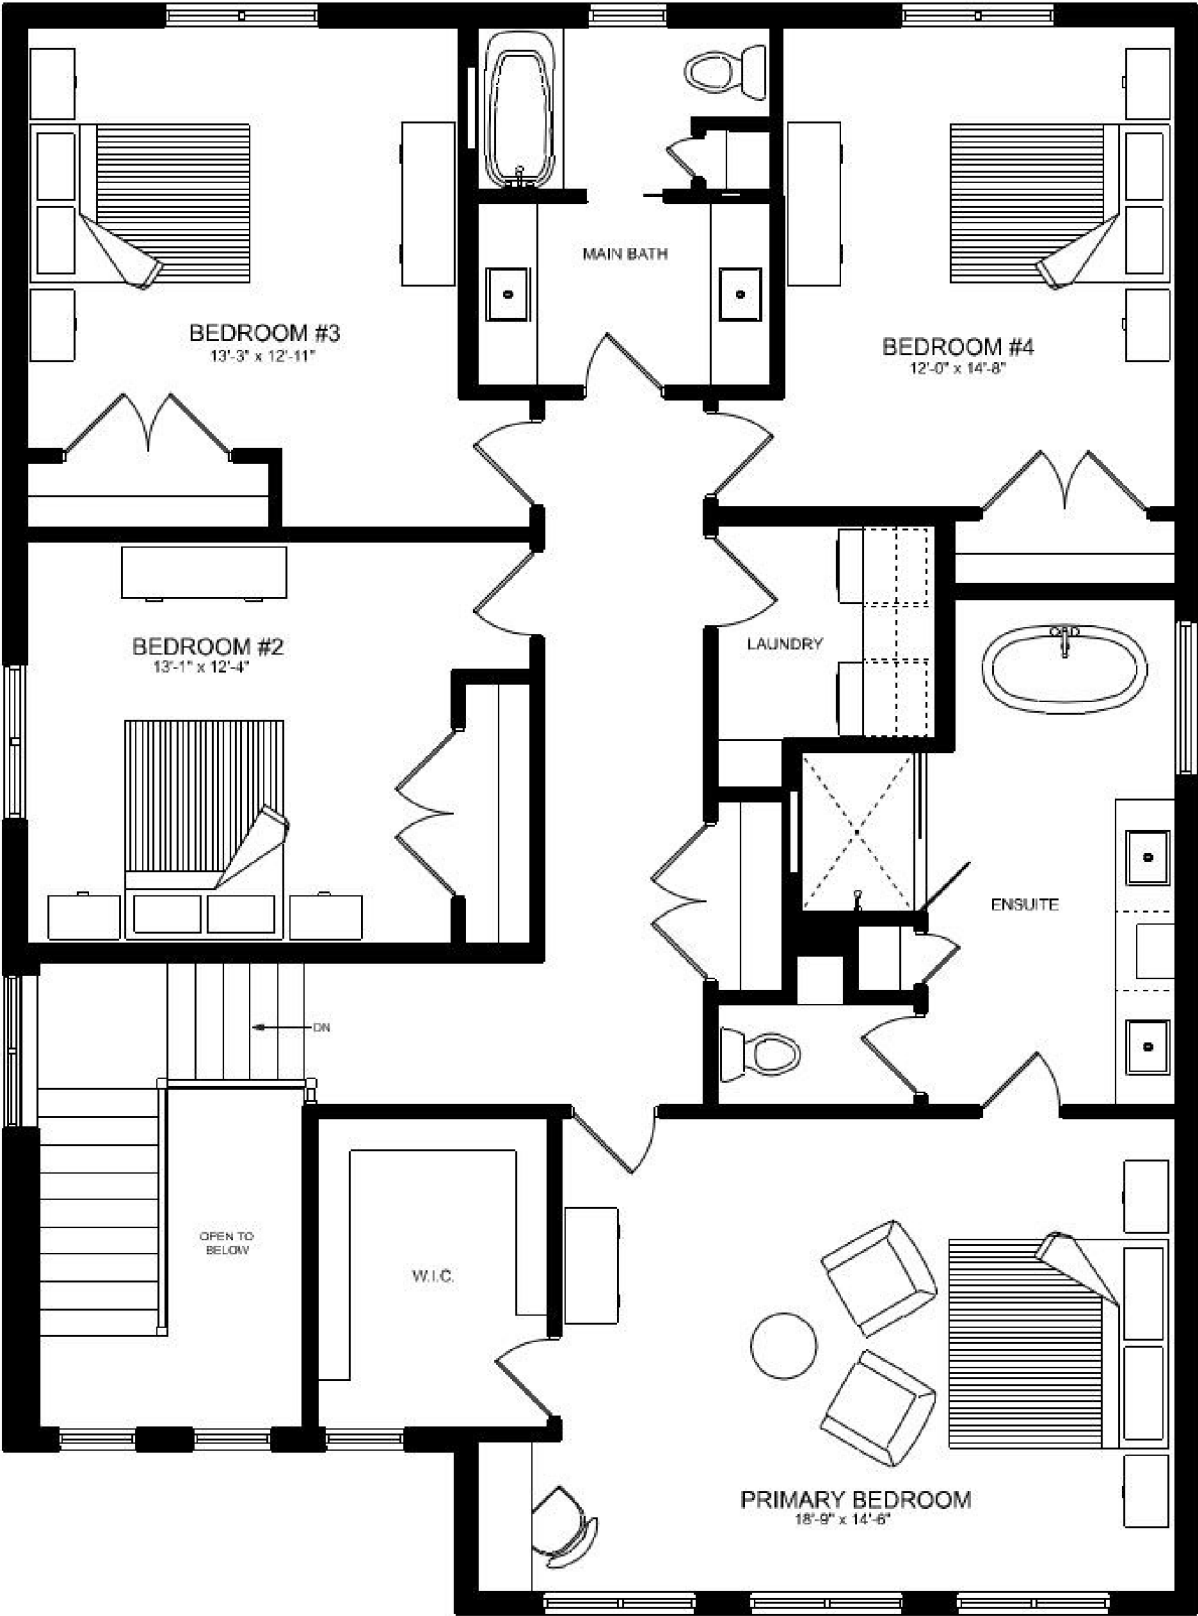 MAIN BATH
BEDROOM #3
13'-3" x 12'-11"
BEDROOM #4
12'-0" x 14'-8"
BEDROOM #2
13'-1" x 12'-4"
LAUNDRY
ENSUITE
DN
OPEN TO
BELOW
W.I.C.
PRIMARY BEDROOM
18'-9" x 14'-6"